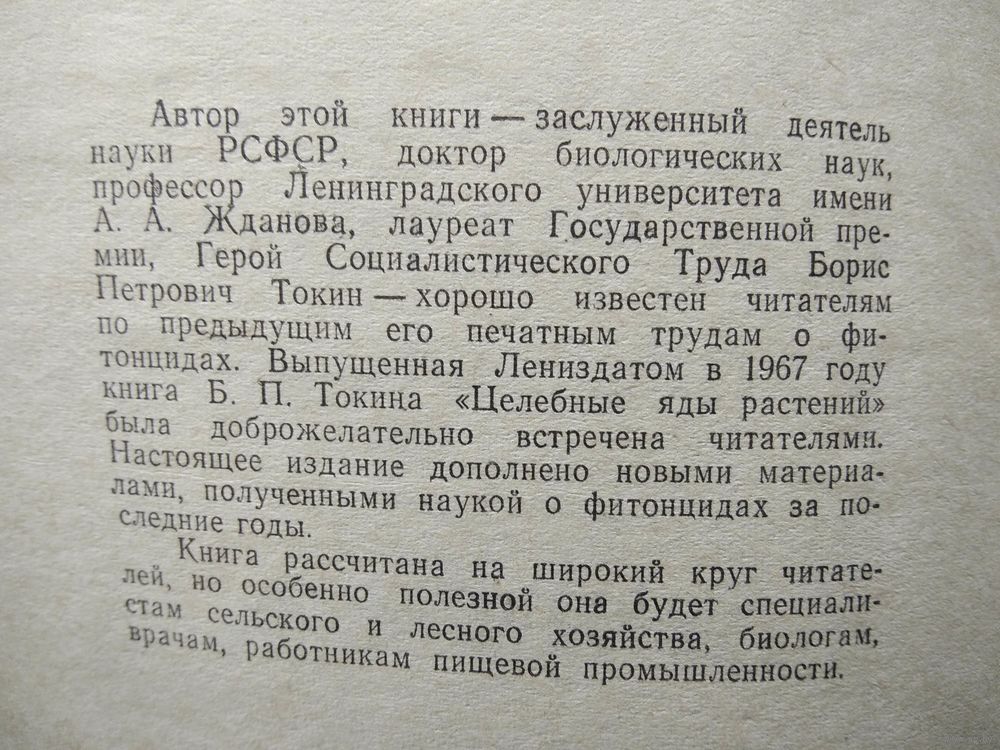 Автор этой книги — заслуженный деятель
науки РСФСР, доктор биологических наук,
профессор Ленинградского университета имени
А. А. Жданова, лауреат Государственной пре-
мии, Герой Социалистического Труда Борис
Петрович Токин — хорошо известен читателям
по предыдущим его печатным трудам о фи-
тонцидах. Выпущенная Лениздатом в 1967 году
книга Б. П. Токина «Целебные яды растений»
была доброжелательно встречена читателями.
Настоящее издание дополнено новыми материа-
лами, полученными наукой о фитонцидах за по-
следние годы.
Книга рассчитана на широкий круг читате-
лей, но особенно полезной она будет специали-
стам сельского и лесного хозяйства, биологам,
врачам, работникам пищевой промышленности.